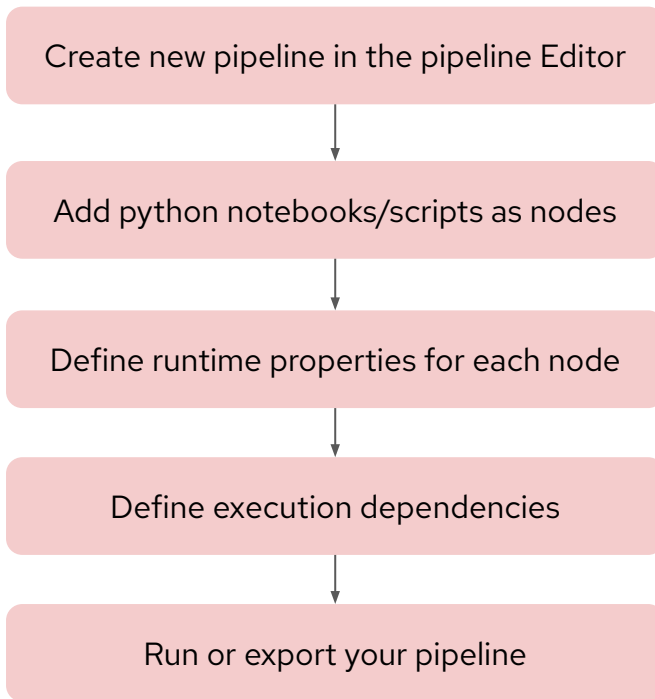 Create new pipeline in the pipeline Editor
Add python notebooks/scripts as nodes
Define runtime properties for each node
Define execution dependencies
Run or export your pipeline